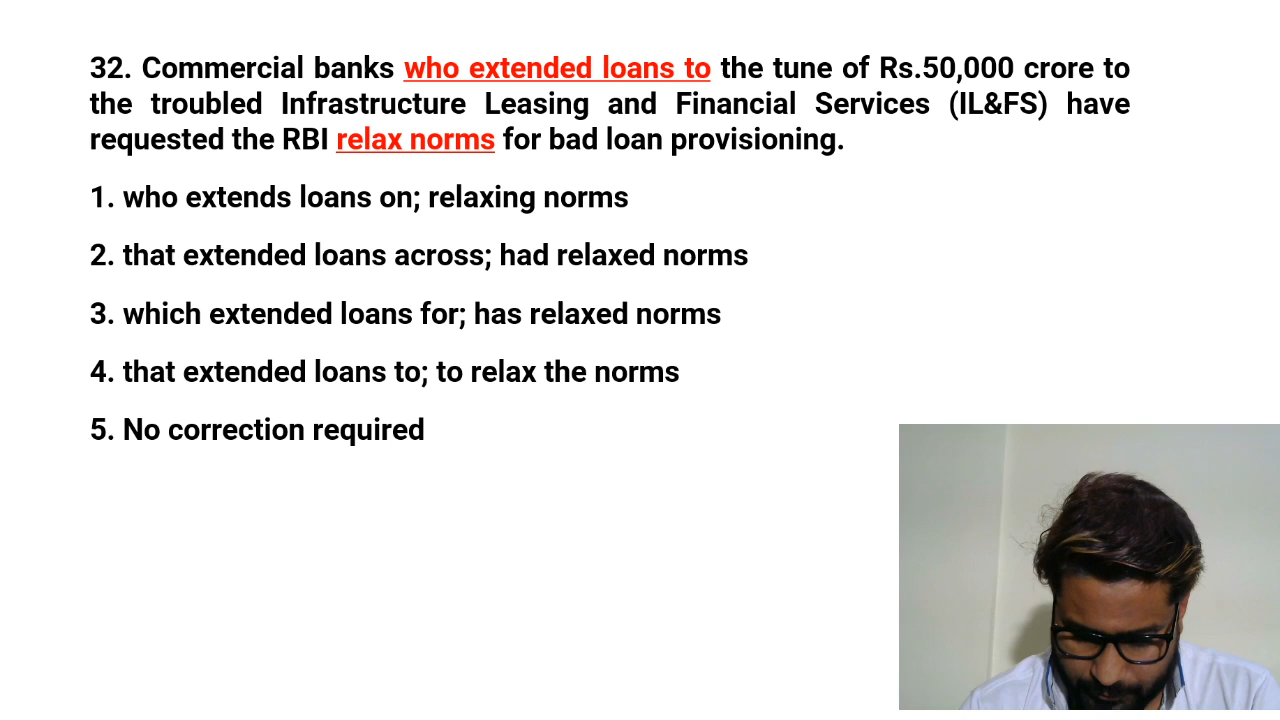 32. Commercial banks who extended loans to the tune of Rs.50,000 crore to
the troubled Infrastructure Leasing and Financial Services (IL&FS) have
requested the RBI relax norms for bad loan provisioning.
1. who extends loans on; relaxing norms
2. that extended loans across; had relaxed norms
3. which extended loans for; has relaxed norms
4. that extended loans to; to relax the norms
5. No correction required